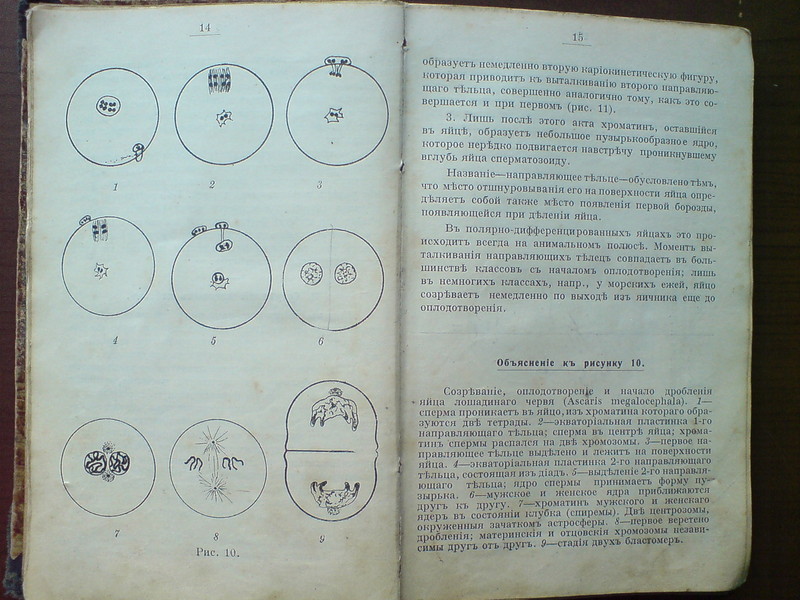 14
1
2
3
4
5
6
7
8
9
Рис. 10.
15
образуетъ немедленно вторую каріокинетическую фигуру,
которая приводитъ къ выталкиванію второго направляю-
щаго тѣльца, совершенно аналогично тому, какъ это со-
вершается и при первомъ (рис. 11).
3. Лишь послѣ этого акта хроматинъ, оставшійся
въ яйцѣ, образуетъ небольшое пузырькообразное ядро,
которое нерѣдко подвигается навстрѣчу проникнувшему
вглубь яйца сперматозоиду.
Названіе—направляющее тѣльце—обусловлено тѣмъ,
что мѣсто отшнуровыванія его на поверхности яйца опре-
дѣляетъ собой также мѣсто появленія первой борозды,
появляющейся при дѣленіи яйца.
Въ полярно-дифференцированныхъ яйцахъ это про-
исходитъ всегда на анимальномъ полюсѣ. Моментъ вы-
талкиванія направляющихъ тѣлецъ совпадаетъ въ боль-
шинствѣ классовъ съ началомъ оплодотворенія; лишь
въ немногихъ классахъ, напр., у морскихъ ежей, яйцо
созрѣваетъ немедленно по выходѣ изъ яичника еще до
оплодотворенія.
Объясненіе къ рисунку 10.
Созрѣваніе, оплодотвореніе и начало дробленія
яйца лошадинаго червя (Ascaris megalocephala). 1—
сперма проникаетъ въ яйцо, изъ хроматина котораго обра-
зуются двѣ тетрады. 2—экваторіальная пластинка 1-го
направляющаго тѣльца; сперма въ центрѣ яйца; хрома-
тинъ спермы распался на двѣ хромозомы. 3—первое на-
правляющее тѣльце выдѣлено и лежитъ на поверхности
яйца. 4—экваторіальная пластинка 2-го направляющаго
тѣльца, состоящая изъ діадъ. 5—выдѣленіе 2-го направляю-
щаго тѣльца; ядро спермы принимаетъ форму пу-
зырька. 6—мужское и женское ядра приближаются
другъ къ другу. 7—хроматинъ мужского и женскаго
ядеръ въ состояніи клубка (спиремы). Двѣ центрозомы,
окруженныя зачаткомъ астросферы. 8—первое веретено
дробленія; материнскія и отцовскія хромозомы незави-
симы другъ отъ друга. 9—стадія двухъ бластомеръ.